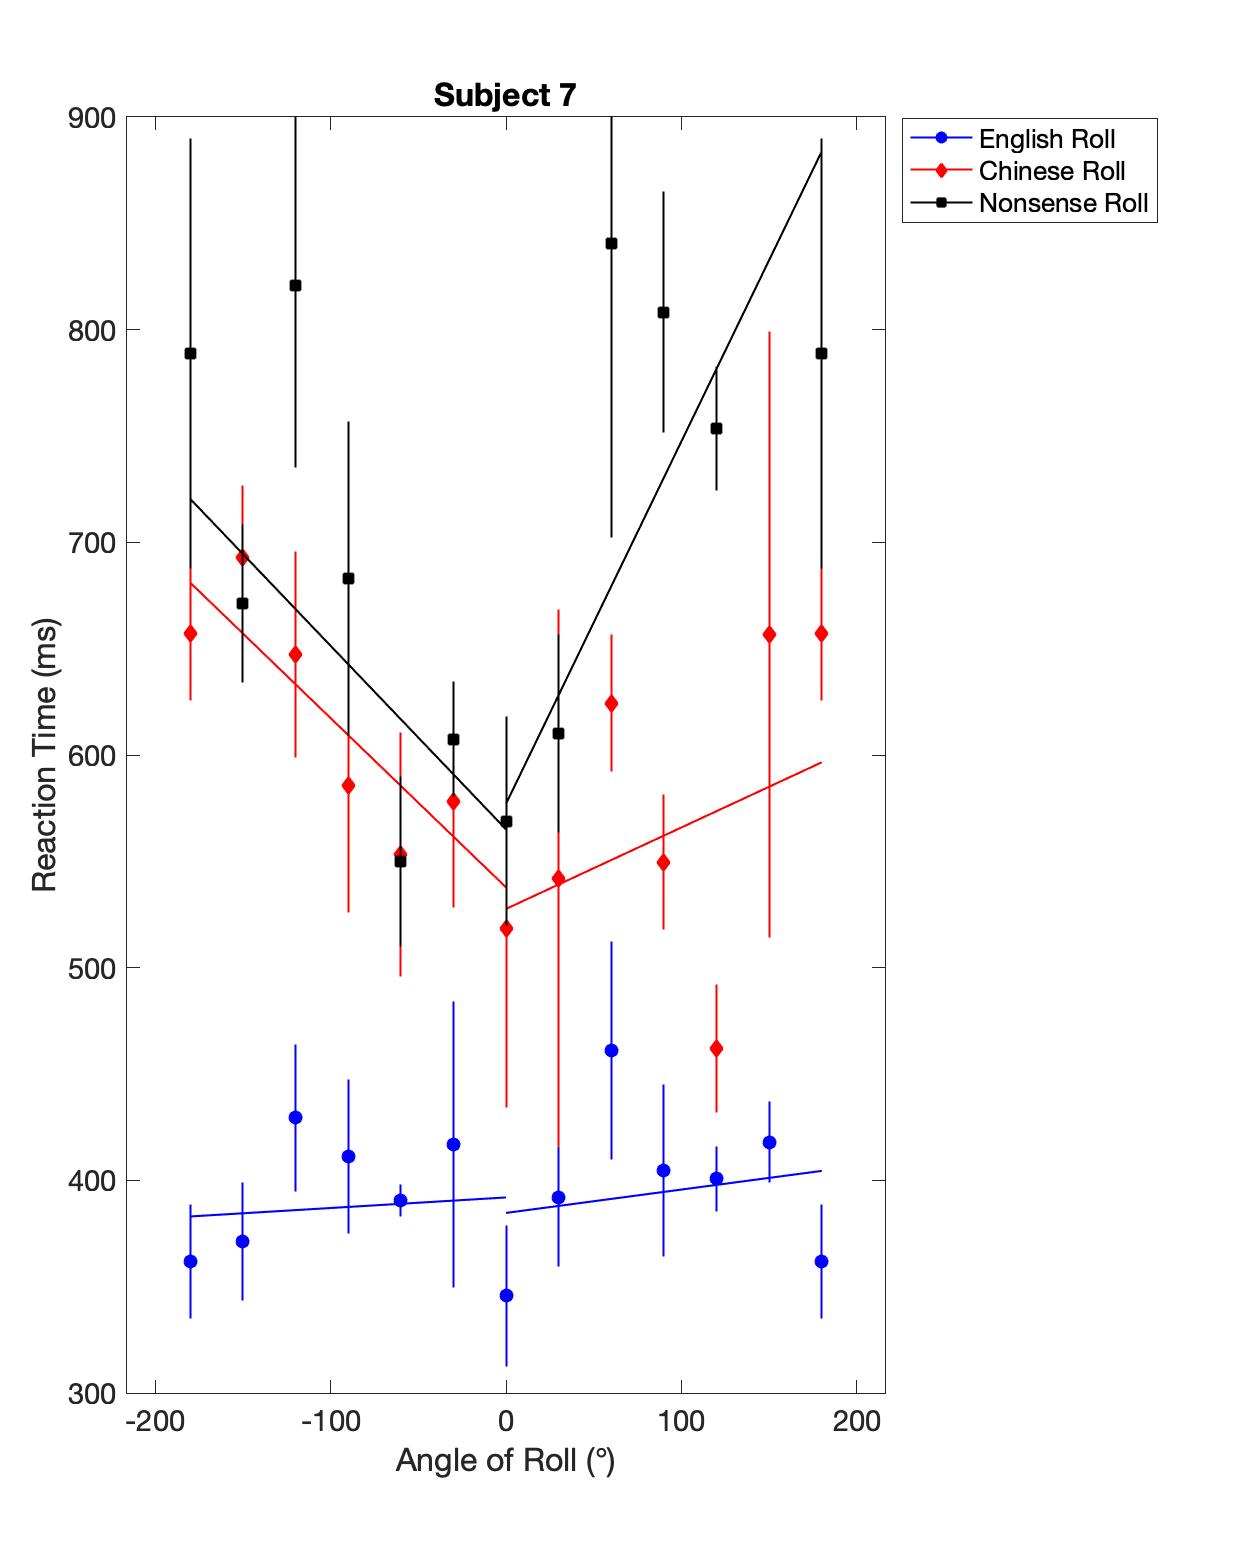 Subject 7
English Roll
Chinese Roll
Nonsense Roll
900
800
700
600
500
400
300
Reaction Time (ms)
-200 -100 0 100 200
Angle of Roll (°)